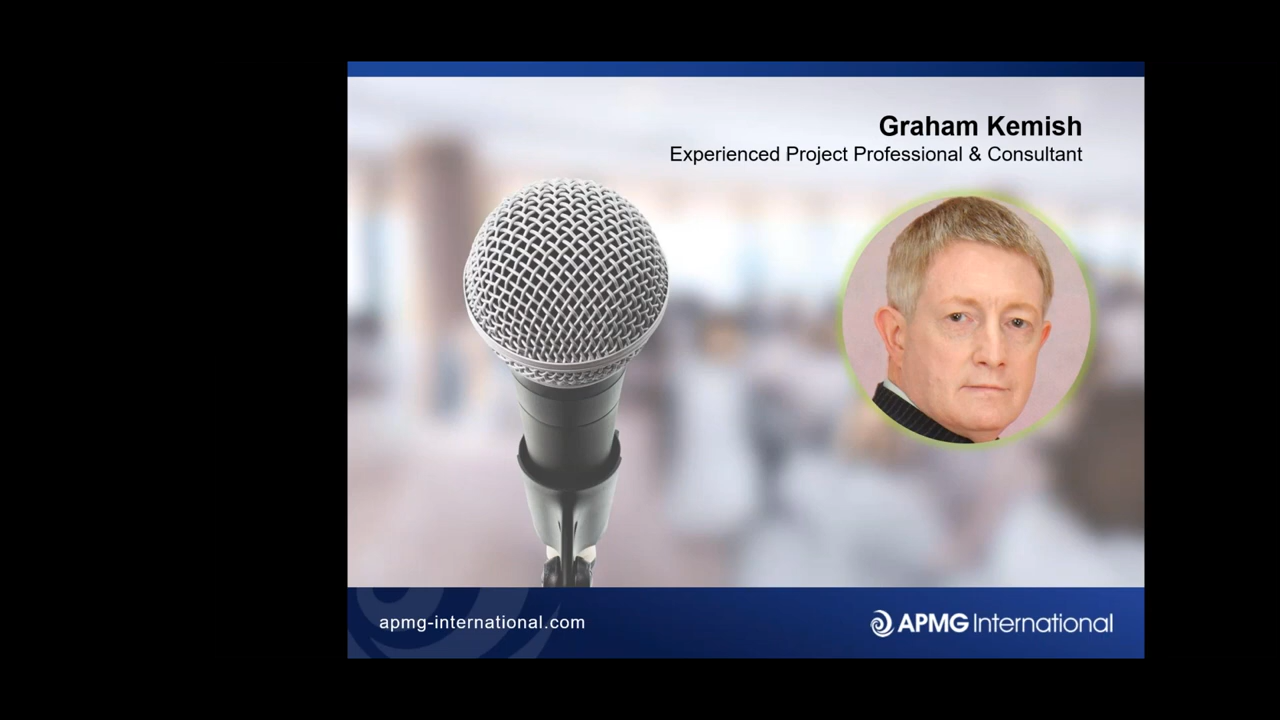 Graham Kemish
Experienced Project Professional & Consultant
apmg-international.com
APMG International